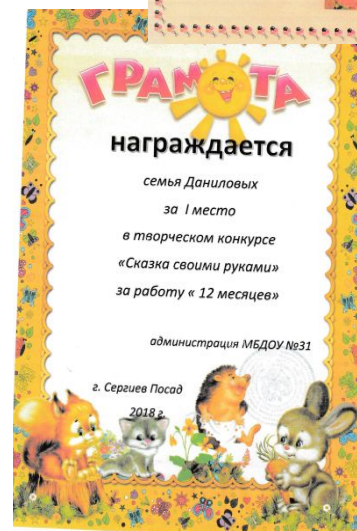 ГРАМОТА
награждается
семья Даниловых
за I место
в творческом конкурсе
«Сказка своими руками»
за работу « 12 месяцев»
администрация МБДОУ №31
г. Сергиев Посад
2018 г.